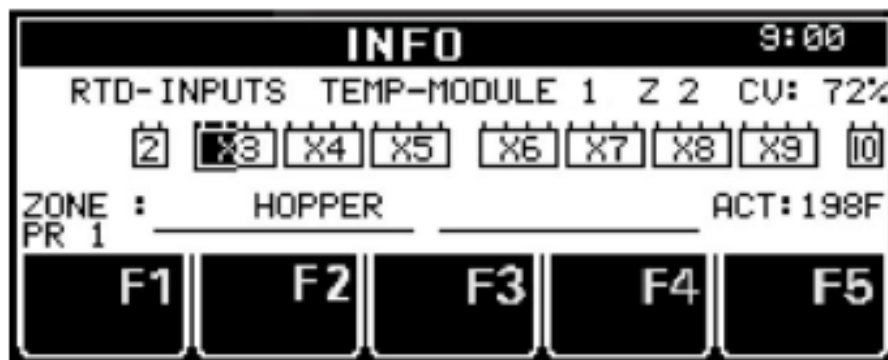 INFO 9:00
RTD-INPUTS TEMP-MODULE 1 Z 2 CV: 72%
2 X3 X4 X5 X6 X7 X8 X9 10
ZONE : HOPPER ACT:198F
PR 1
F1 F2 F3 F4 F5